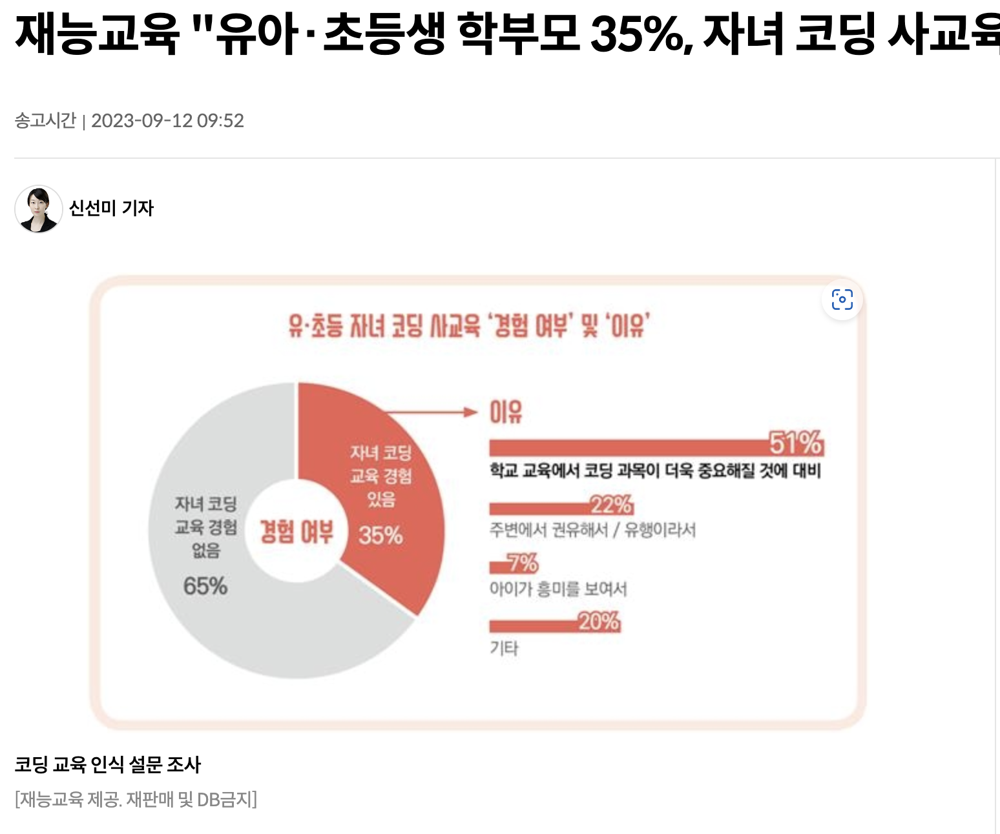 재능교육 "유아·초등생 학부모 35%, 자녀 코딩 사교육
송고시간 | 2023-09-12 09:52
신선미 기자
유·초등 자녀 코딩 사교육 ‘경험 여부’ 및 ‘이유’
자녀 코딩
교육 경험
없음
65%
경험 여부
자녀 코딩
교육 경험
있음
35%
이유
51%
학교 교육에서 코딩 과목이 더욱 중요해질 것에 대비
22%
주변에서 권유해서 / 유행이라서
7%
아이가 흥미를 보여서
20%
기타
코딩 교육 인식 설문 조사
[재능교육 제공. 재판매 및 DB금지]